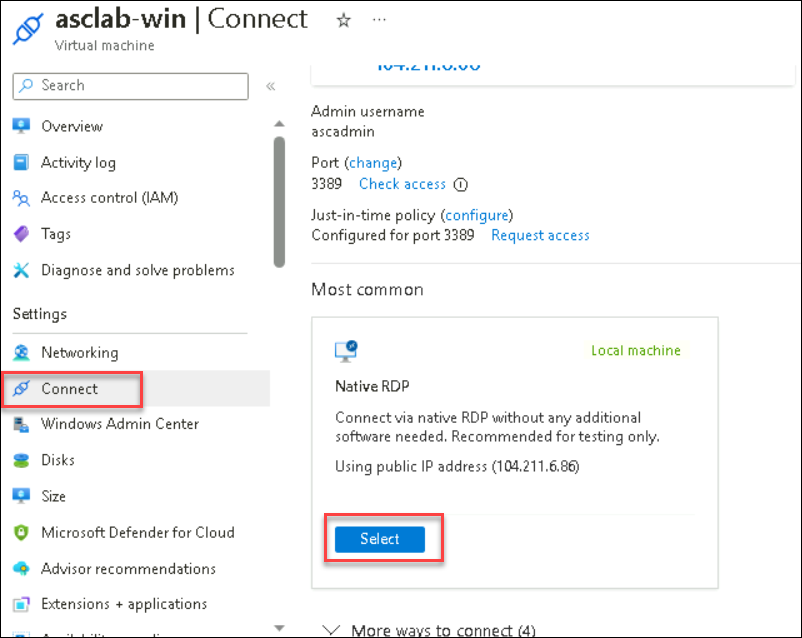 asclab-win | Connect
Virtual machine
Search
Overview
Activity log
Access control (IAM)
Tags
Diagnose and solve problems
Settings
Networking
Connect
Windows Admin Center
Disks
Size
Microsoft Defender for Cloud
Advisor recommendations
Extensions + applications
104.211.6.86
Admin username
ascadmin
Port (change)
3389 Check access
Just-in-time policy (configure)
Configured for port 3389 Request access
Most common
Local machine
Native RDP
Connect via native RDP without any additional
software needed. Recommended for testing only.
Using public IP address (104.211.6.86)
Select
More ways to connect (4)